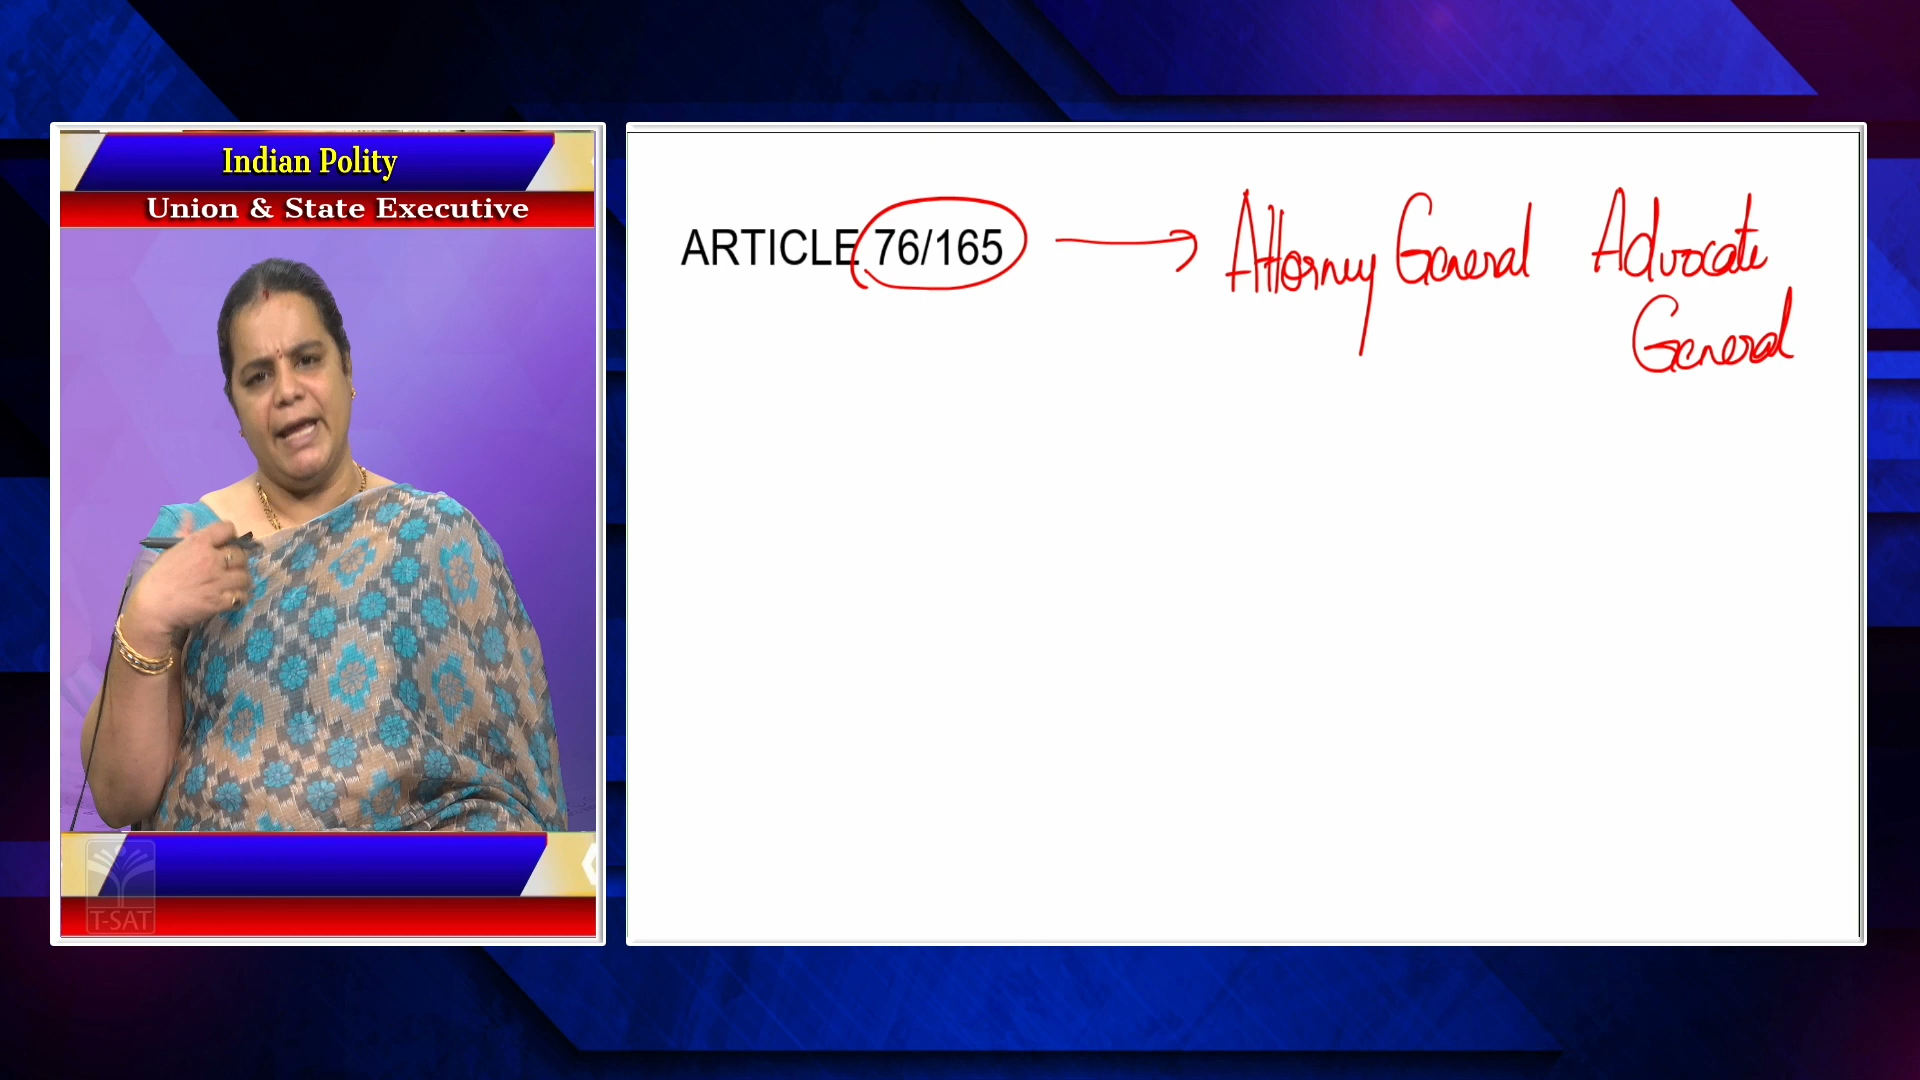 Indian Polity
Union & State Executive
ARTICLE 76/165
Attorney General Advocate
General
T-SAT